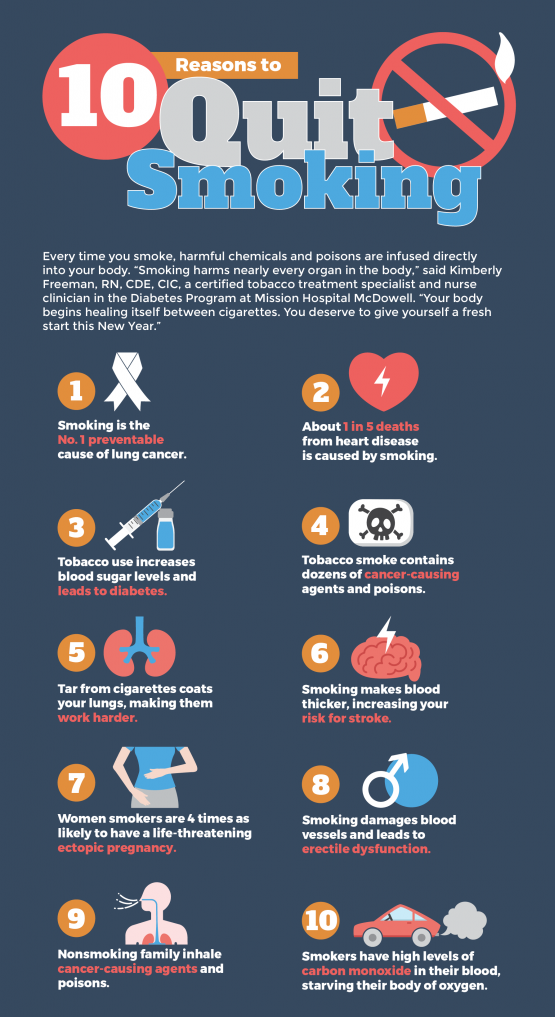 10
Reasons to
Quit
Smoking
Every time you smoke, harmful chemicals and poisons are infused directly
into your body. “Smoking harms nearly every organ in the body,” said Kimberly
Freeman, RN, CDE, CIC, a certified tobacco treatment specialist and nurse
clinician in the Diabetes Program at Mission Hospital McDowell. “Your body
begins healing itself between cigarettes. You deserve to give yourself a fresh
start this New Year.”
1
Smoking is the
No. 1 preventable
cause of lung cancer.
2
About 1 in 5 deaths
from heart disease
is caused by smoking.
3
Tobacco use increases
blood sugar levels and
leads to diabetes.
4
Tobacco smoke contains
dozens of cancer-causing
agents and poisons.
5
Tar from cigarettes coats
your lungs, making them
work harder.
6
Smoking makes blood
thicker, increasing your
risk for stroke.
7
Women smokers are 4 times as
likely to have a life-threatening
ectopic pregnancy.
8
Smoking damages blood
vessels and leads to
erectile dysfunction.
9
Nonsmoking family inhale
cancer-causing agents and
poisons.
10
Smokers have high levels of
carbon monoxide in their blood,
starving their body of oxygen.